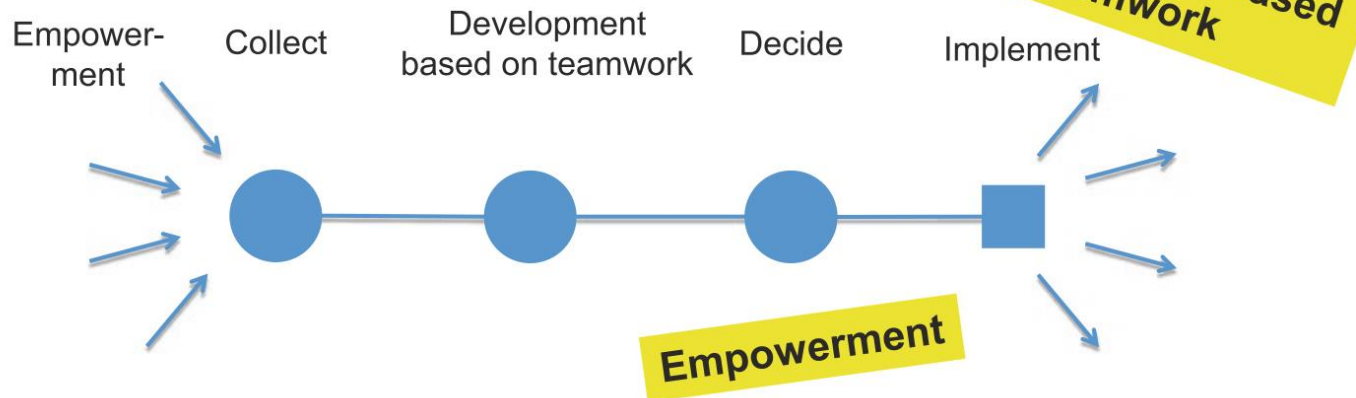 Empower-
ment
Collect
Development
based on teamwork
Decide
Implement
Empowerment